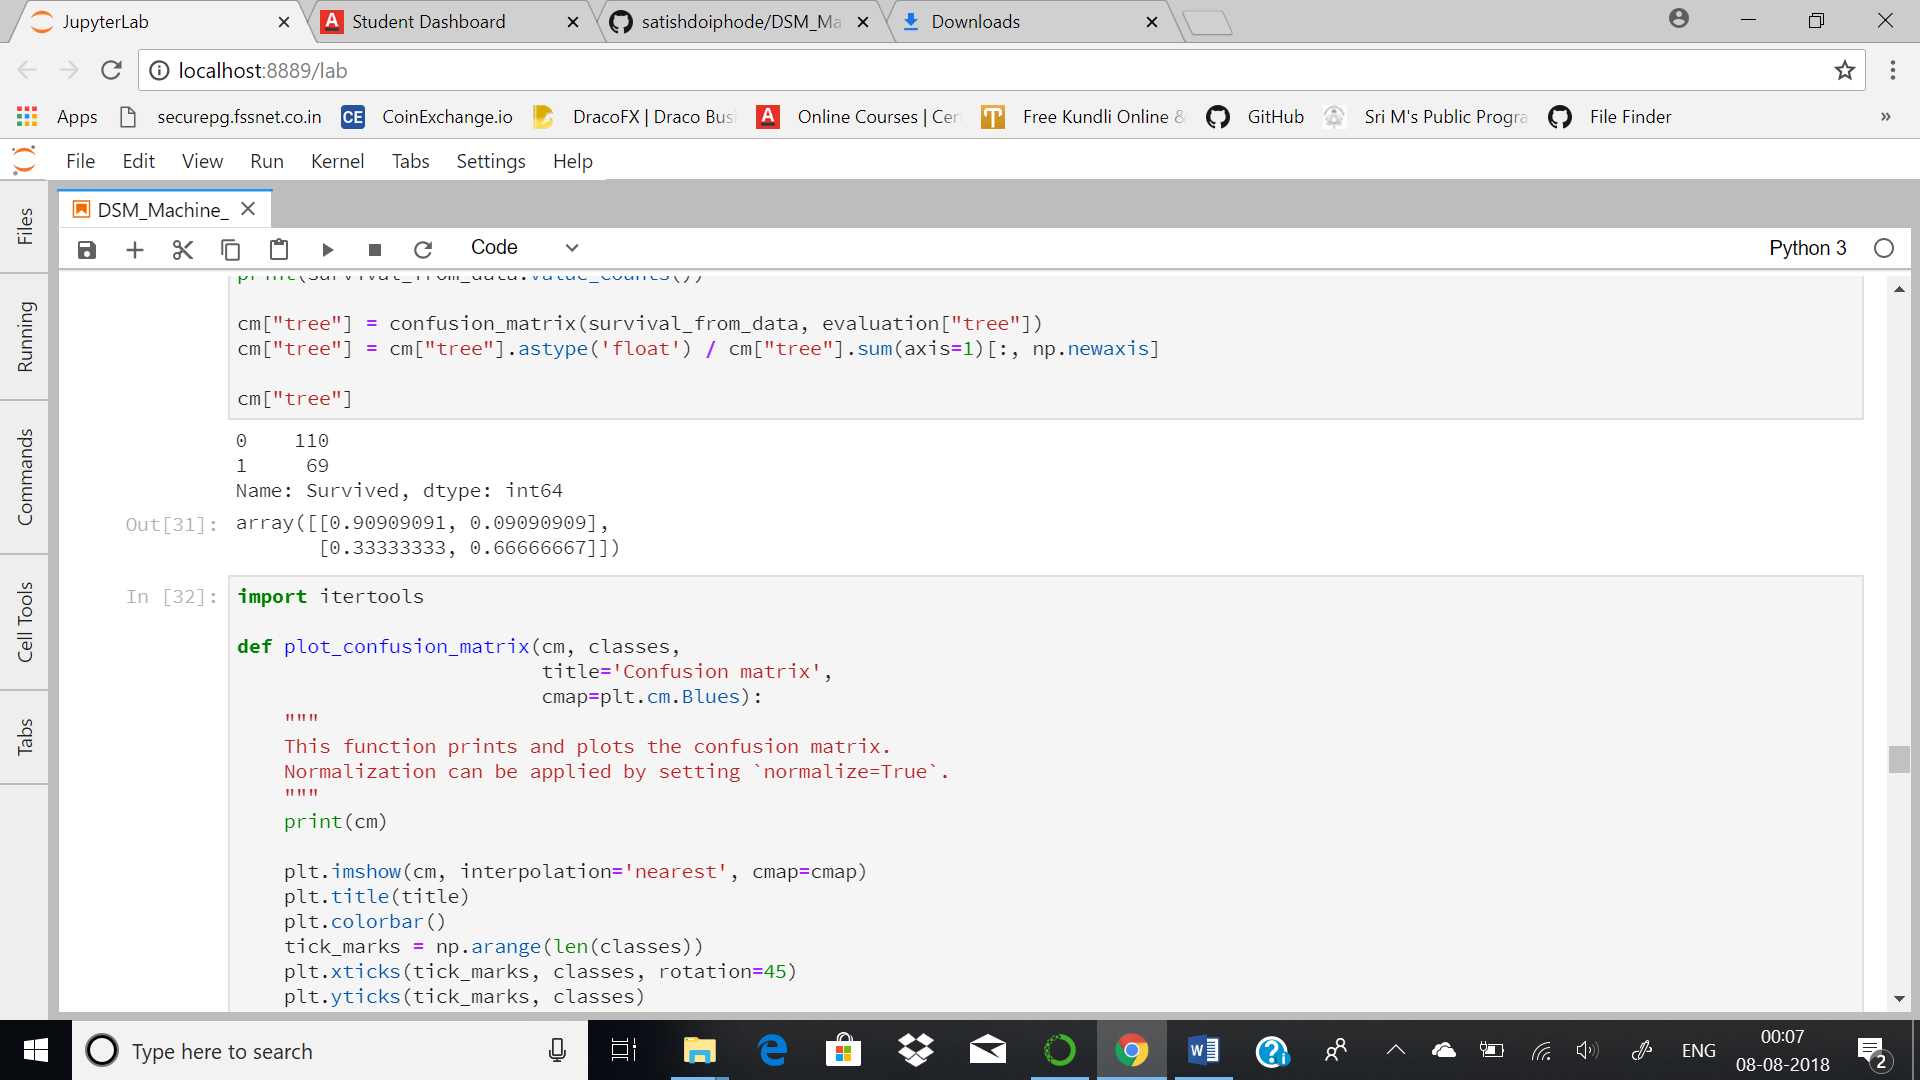 JupyterLab
Student Dashboard
satishdoiphode/DSM_Ma
Downloads
localhost:8889/lab
Apps
securepg.fssnet.co.in
CE CoinExchange.io
DracoFX | Draco Busi
A Online Courses | Cer
T Free Kundli Online &
GitHub
Sri M's Public Progra
File Finder
»
File Edit View Run Kernel Tabs Settings Help
Files
Running
Commands
Cell Tools
Tabs
DSM_Machine_
Code
Python 3
print(survival_from_data.value_counts())
cm["tree"] = confusion_matrix(survival_from_data, evaluation["tree"])
cm["tree"] = cm["tree"].astype('float') / cm["tree"].sum(axis=1)[:, np.newaxis]
cm["tree"]
0    110
1     69
Name: Survived, dtype: int64
Out[31]: array([[0.90909091, 0.09090909],
       [0.33333333, 0.66666667]])
In [32]: import itertools
def plot_confusion_matrix(cm, classes,
                          title='Confusion matrix',
                          cmap=plt.cm.Blues):
    """
    This function prints and plots the confusion matrix.
    Normalization can be applied by setting `normalize=True`.
    """
    print(cm)
    plt.imshow(cm, interpolation='nearest', cmap=cmap)
    plt.title(title)
    plt.colorbar()
    tick_marks = np.arange(len(classes))
    plt.xticks(tick_marks, classes, rotation=45)
    plt.yticks(tick_marks, classes)
Type here to search
ENG
00:07
08-08-2018
2